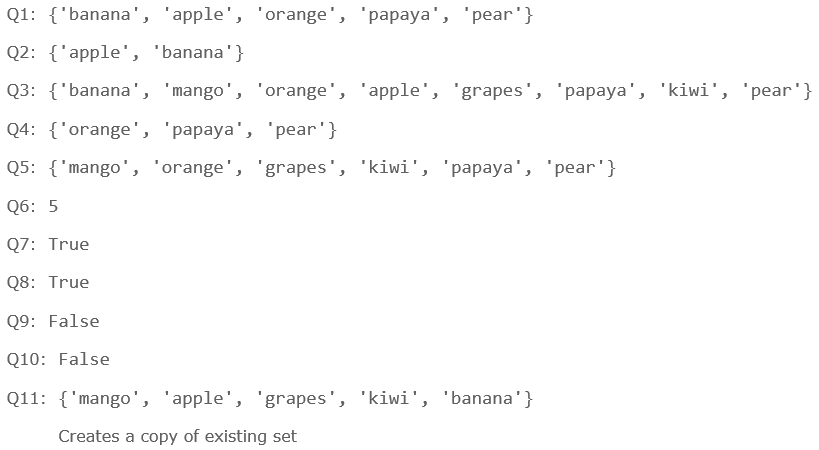 Q1: {'banana', 'apple', 'orange', 'papaya', 'pear'}
Q2: {'apple', 'banana'}
Q3: {'banana', 'mango', 'orange', 'apple', 'grapes', 'papaya', 'kiwi', 'pear'}
Q4: {'orange', 'papaya', 'pear'}
Q5: {'mango', 'orange', 'grapes', 'kiwi', 'papaya', 'pear'}
Q6: 5
Q7: True
Q8: True
Q9: False
Q10: False
Q11: {'mango', 'apple', 'grapes', 'kiwi', 'banana'}
Creates a copy of existing set